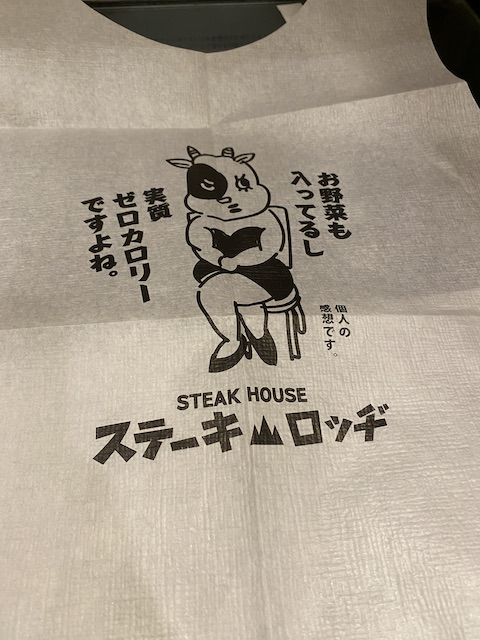 お野菜も
入ってるし
実質
ゼロカロリー
ですよね。
個人の
感想です。
STEAK HOUSE
ステーキロッヂ